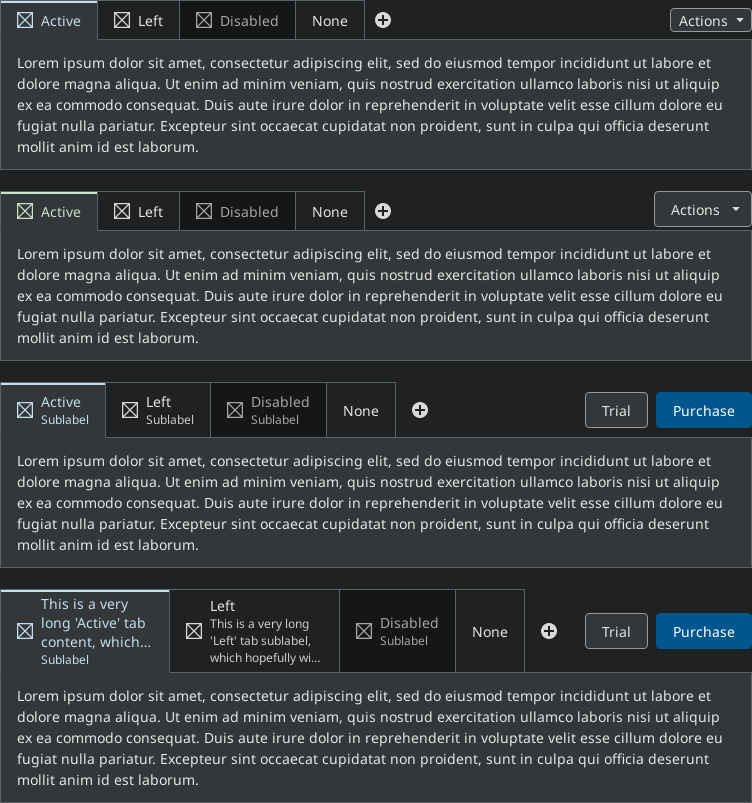 Active Left Disabled None Actions
Lorem ipsum dolor sit amet, consectetur adipiscing elit, sed do eiusmod tempor incididunt ut labore et
dolore magna aliqua. Ut enim ad minim veniam, quis nostrud exercitation ullamco laboris nisi ut aliquip
ex ea commodo consequat. Duis aute irure dolor in reprehenderit in voluptate velit esse cillum dolore eu
fugiat nulla pariatur. Excepteur sint occaecat cupidatat non proident, sunt in culpa qui officia deserunt
mollit anim id est laborum.
Active Left Disabled None Actions
Lorem ipsum dolor sit amet, consectetur adipiscing elit, sed do eiusmod tempor incididunt ut labore et
dolore magna aliqua. Ut enim ad minim veniam, quis nostrud exercitation ullamco laboris nisi ut aliquip
ex ea commodo consequat. Duis aute irure dolor in reprehenderit in voluptate velit esse cillum dolore eu
fugiat nulla pariatur. Excepteur sint occaecat cupidatat non proident, sunt in culpa qui officia deserunt
mollit anim id est laborum.
Active
Sublabel
Left
Sublabel
Disabled
Sublabel
None
Trial
Purchase
Lorem ipsum dolor sit amet, consectetur adipiscing elit, sed do eiusmod tempor incididunt ut labore et
dolore magna aliqua. Ut enim ad minim veniam, quis nostrud exercitation ullamco laboris nisi ut aliquip
ex ea commodo consequat. Duis aute irure dolor in reprehenderit in voluptate velit esse cillum dolore eu
fugiat nulla pariatur. Excepteur sint occaecat cupidatat non proident, sunt in culpa qui officia deserunt
mollit anim id est laborum.
This is a very
long 'Active' tab
content, which...
Sublabel
Left
This is a very long
'Left' tab sublabel,
which hopefully wi...
Disabled
Sublabel
None
Trial
Purchase
Lorem ipsum dolor sit amet, consectetur adipiscing elit, sed do eiusmod tempor incididunt ut labore et
dolore magna aliqua. Ut enim ad minim veniam, quis nostrud exercitation ullamco laboris nisi ut aliquip
ex ea commodo consequat. Duis aute irure dolor in reprehenderit in voluptate velit esse cillum dolore eu
fugiat nulla pariatur. Excepteur sint occaecat cupidatat non proident, sunt in culpa qui officia deserunt
mollit anim id est laborum.